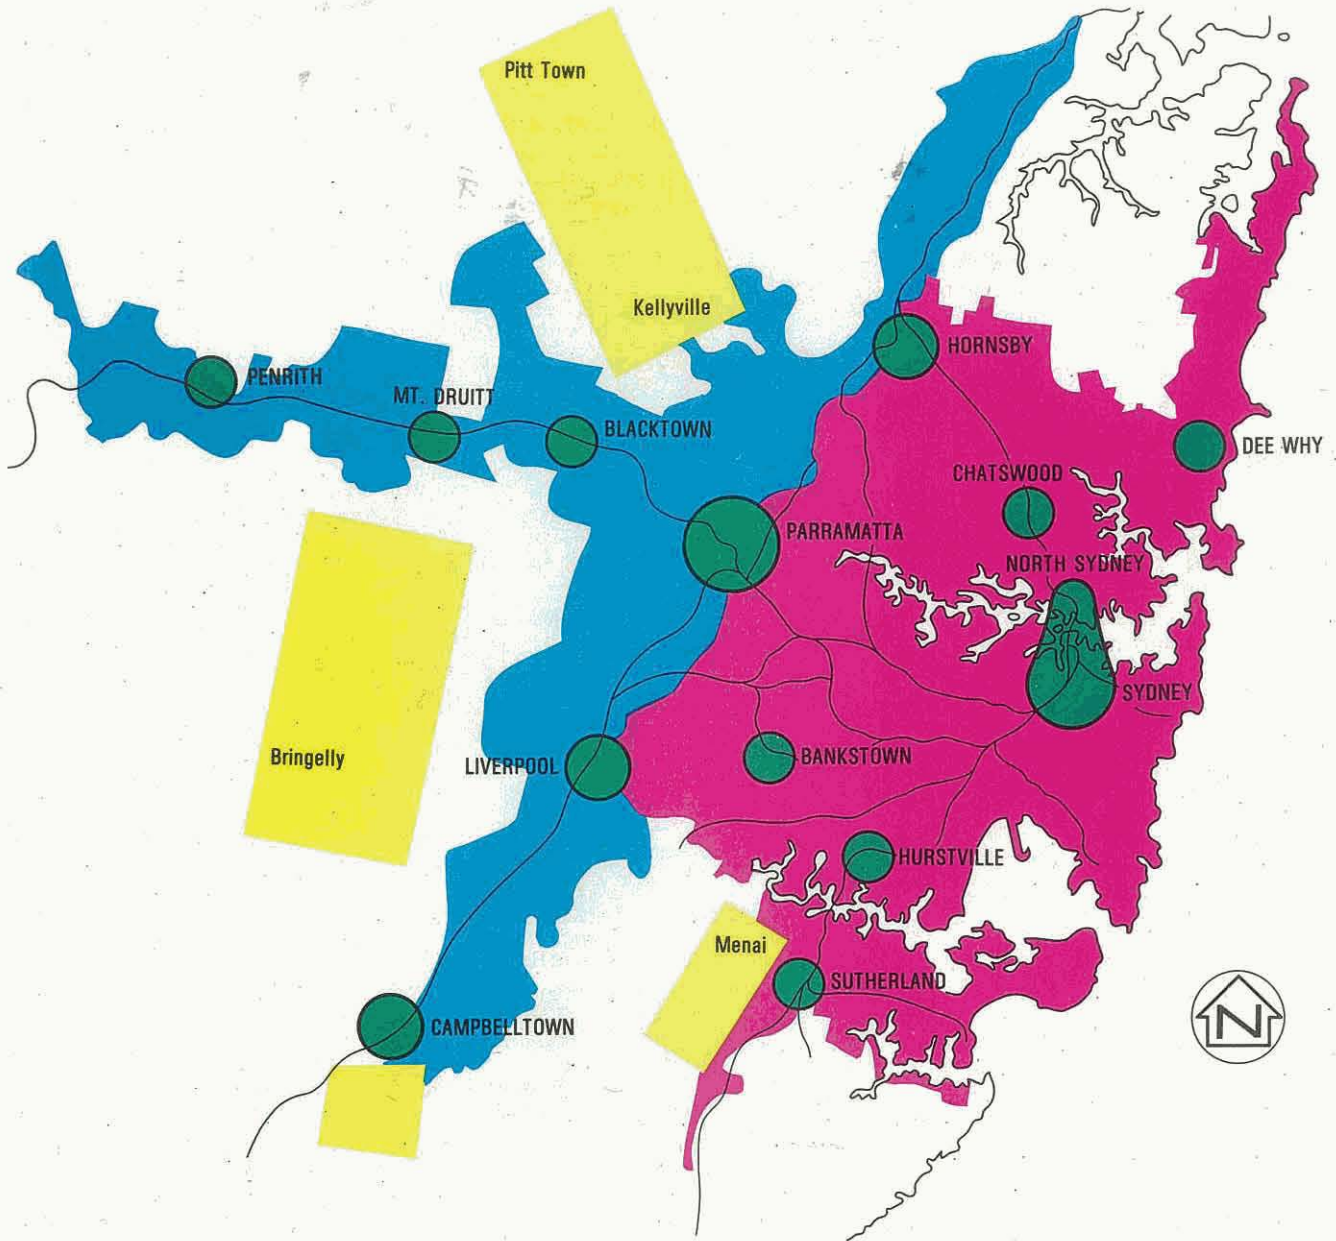 Pitt Town
Kellyville
HORNSBY
PENRITH
MT. DRUITT
BLACKTOWN
DEE WHY
CHATSWOOD
PARRAMATTA
NORTH SYDNEY
SYDNEY
Bringelly
LIVERPOOL
BANKSTOWN
HURSTVILLE
Menai
SUTHERLAND
CAMPBELLTOWN
N